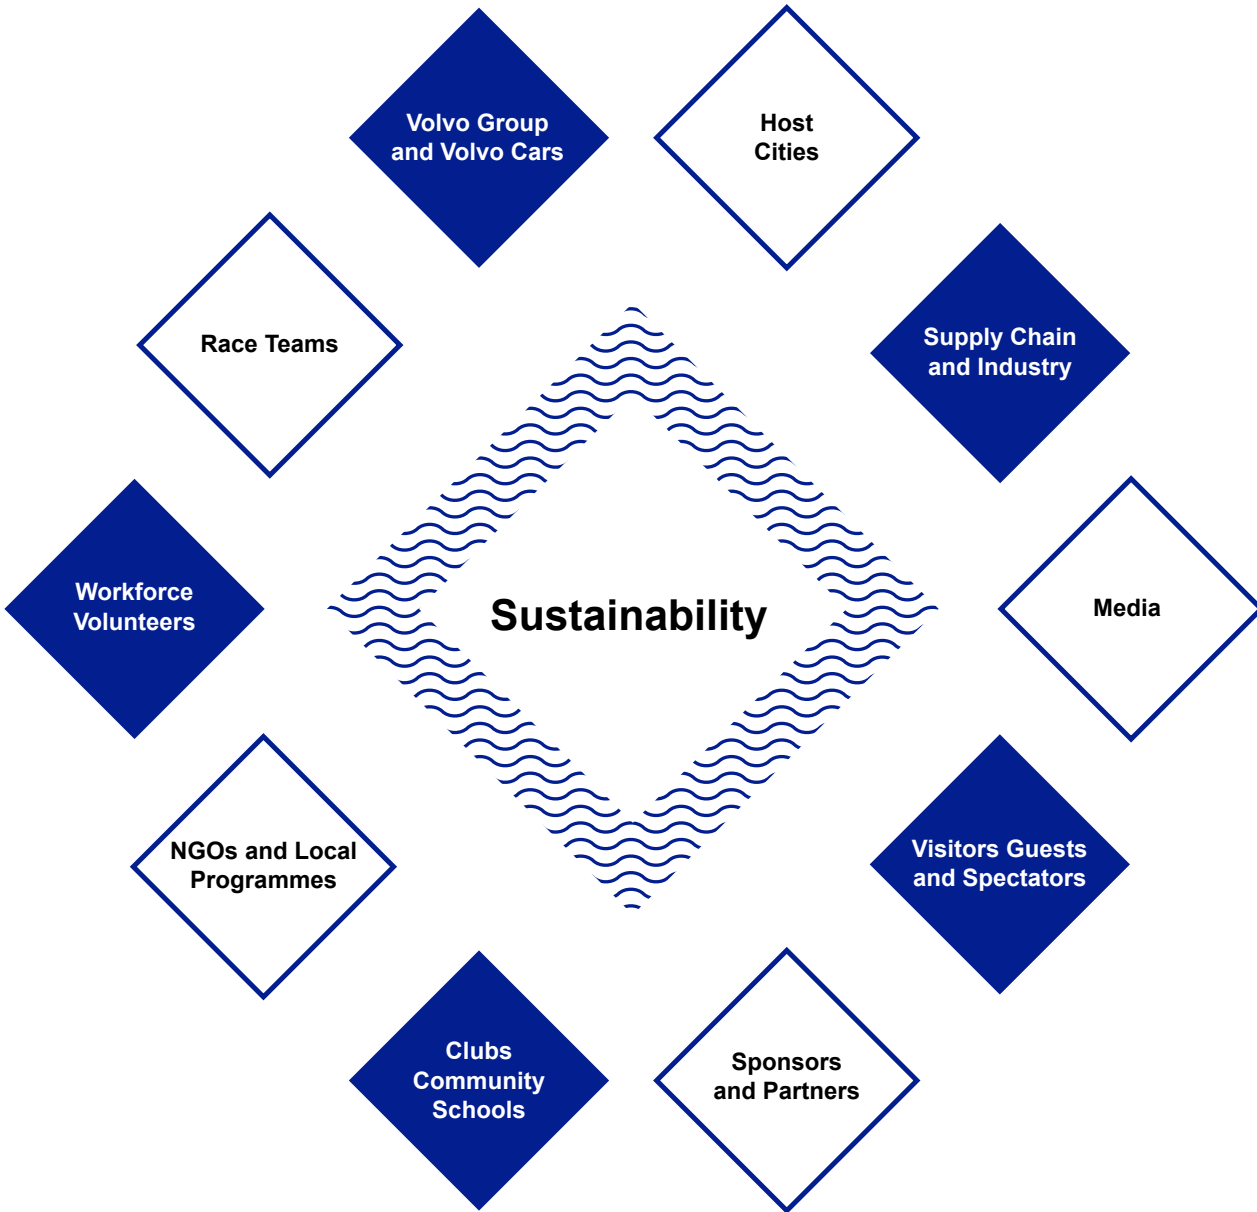 Volvo Group
and Volvo Cars
Host
Cities
Race Teams
Supply Chain
and Industry
Workforce
Volunteers
Sustainability
Media
NGOs and Local
Programmes
Visitors Guests
and Spectators
Clubs
Community
Schools
Sponsors
and Partners